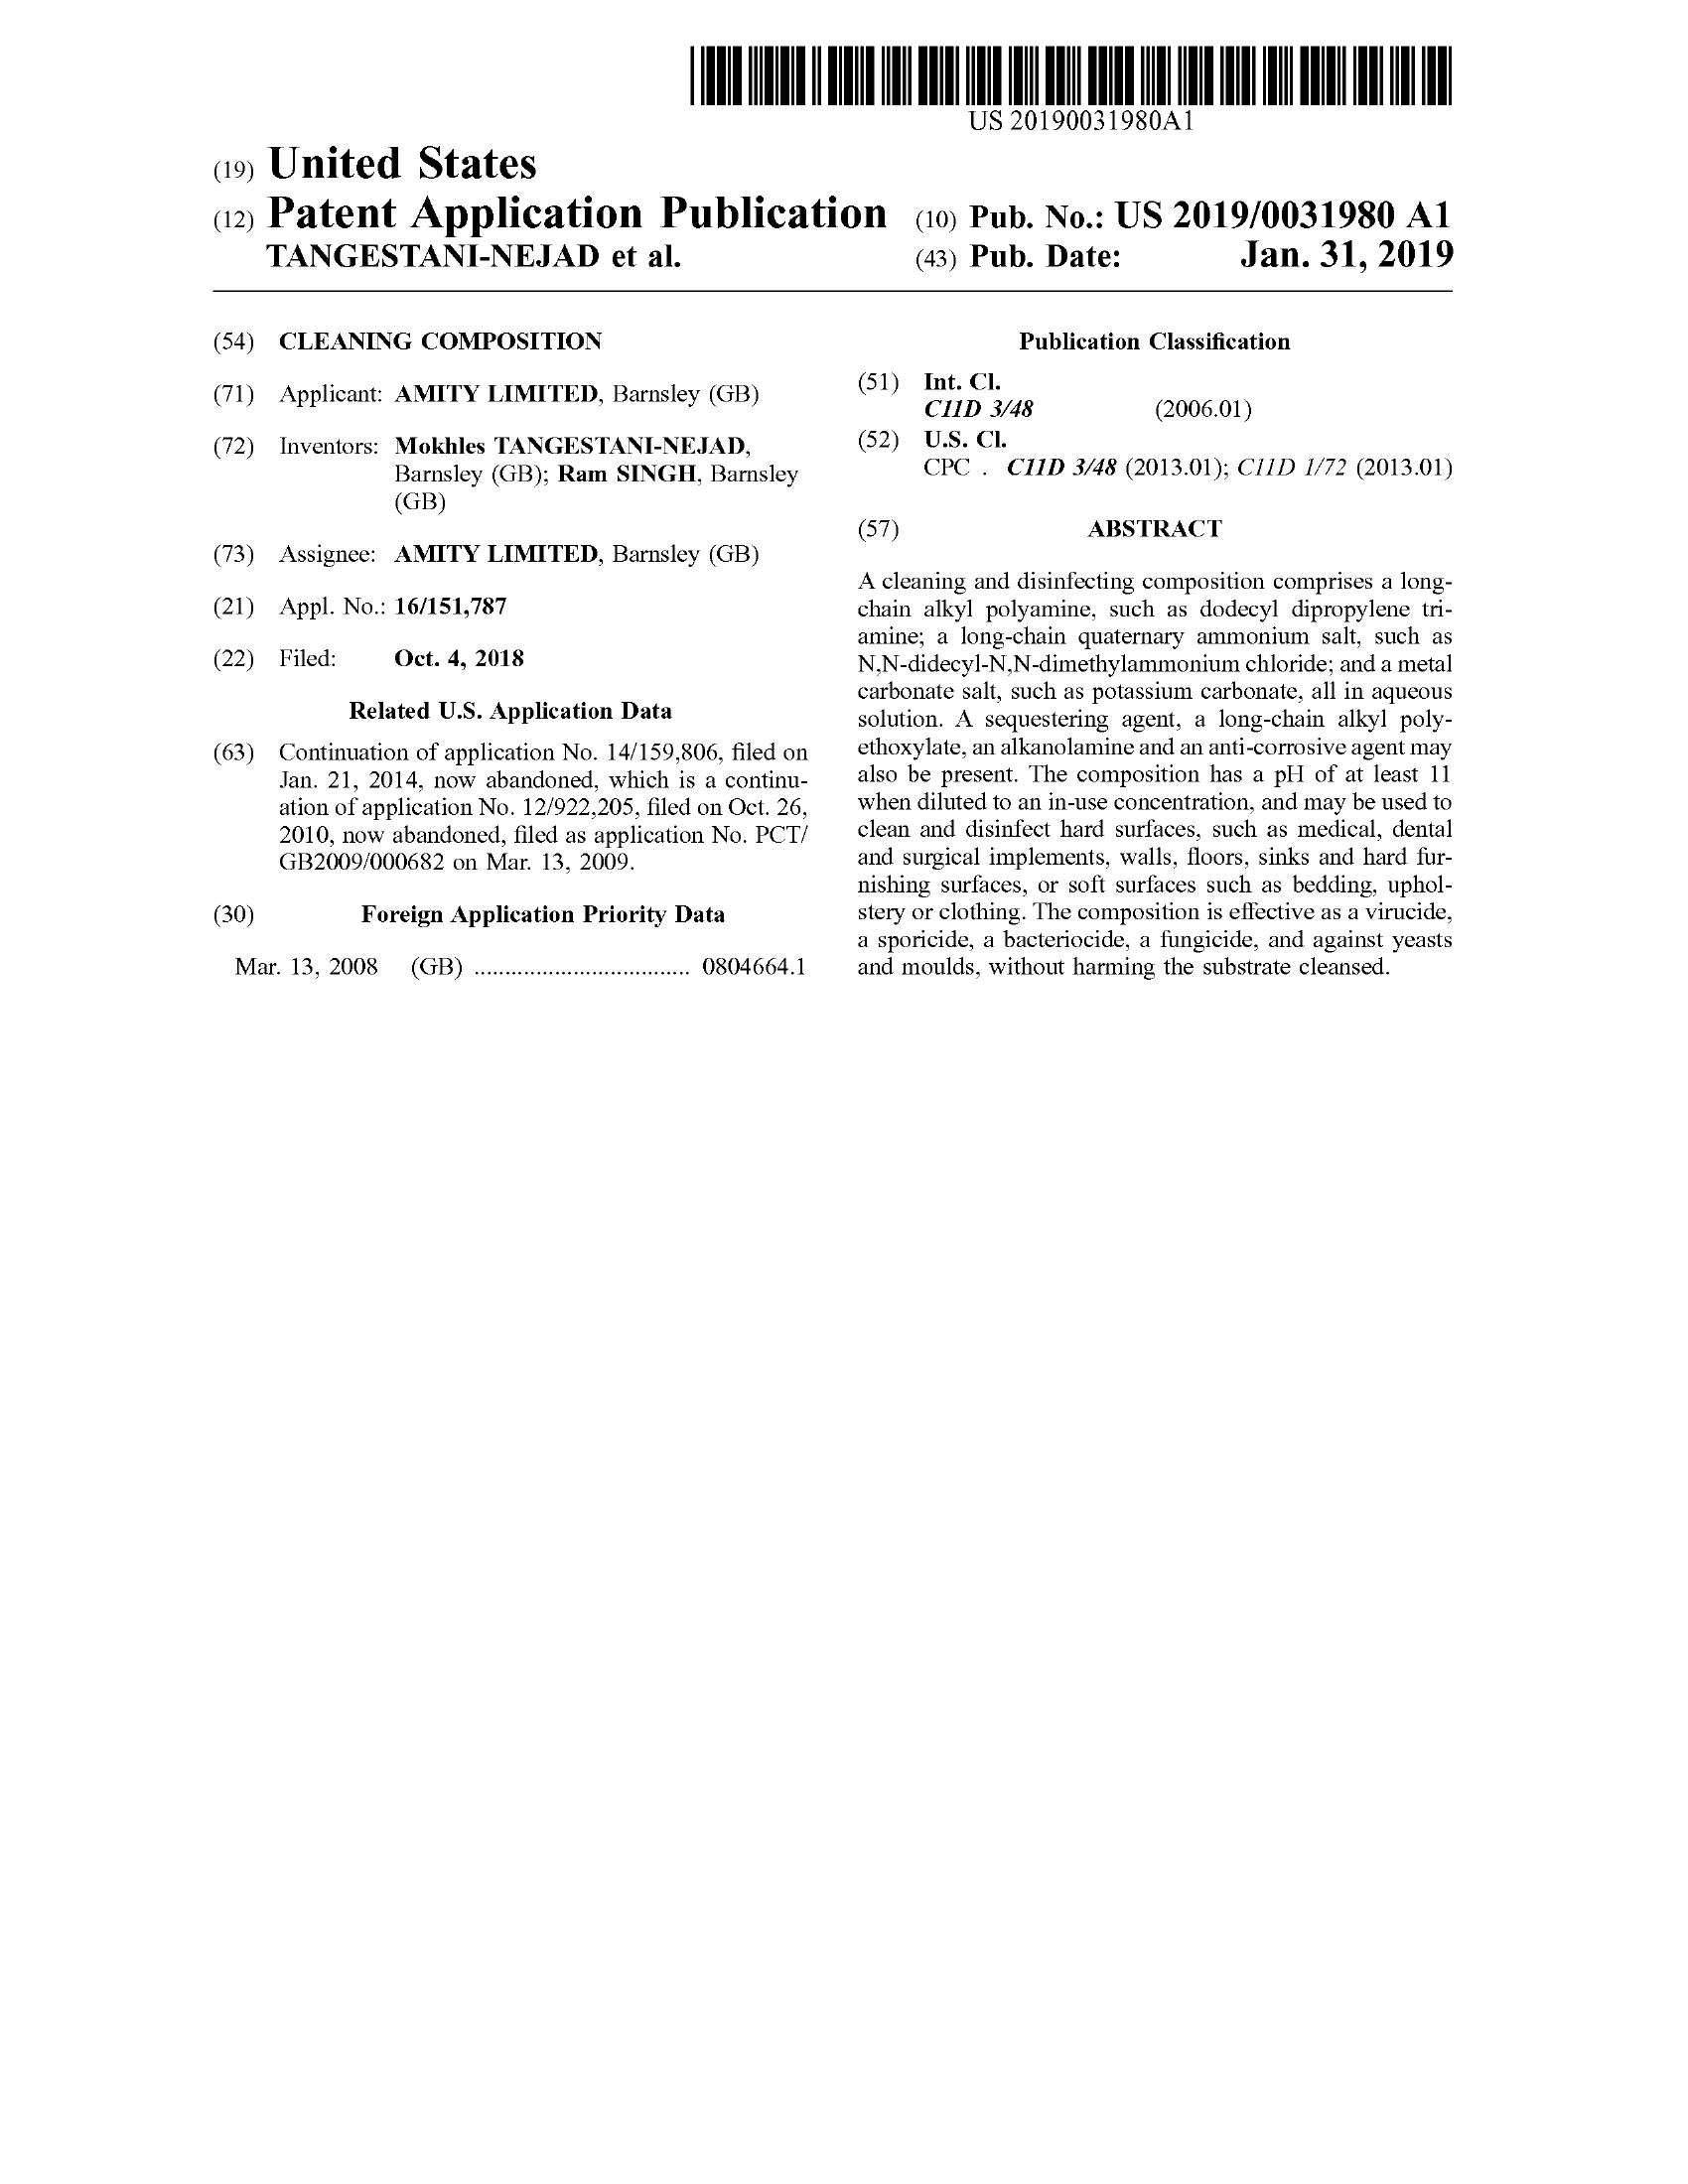 US 20190031980A1
(19) United States
(12) Patent Application Publication (10) Pub. No.: US 2019/0031980 A1
TANGESTANI-NEJAD et al. (43) Pub. Date: Jan. 31, 2019
(54) CLEANING COMPOSITION
(71) Applicant: AMITY LIMITED, Barnsley (GB)
(72) Inventors: Mokhles TANGESTANI-NEJAD,
Barnsley (GB); Ram SINGH, Barnsley
(GB)
(73) Assignee: AMITY LIMITED, Barnsley (GB)
(21) Appl. No.: 16/151,787
(22) Filed: Oct. 4, 2018
Related U.S. Application Data
(63) Continuation of application No. 14/159,806, filed on
Jan. 21, 2014, now abandoned, which is a continu-
ation of application No. 12/922,205, filed on Oct. 26,
2010, now abandoned, filed as application No. PCT/
GB2009/000682 on Mar. 13, 2009.
(30) Foreign Application Priority Data
Mar. 13, 2008 (GB) ................................... 0804664.1
Publication Classification
(51) Int. Cl.
C11D 3/48 (2006.01)
(52) U.S. Cl.
CPC . C11D 3/48 (2013.01); C11D 1/72 (2013.01)
(57) ABSTRACT
A cleaning and disinfecting composition comprises a long-
chain alkyl polyamine, such as dodecyl dipropylene tri-
amine; a long-chain quaternary ammonium salt, such as
N,N-didecyl-N,N-dimethylammonium chloride; and a metal
carbonate salt, such as potassium carbonate, all in aqueous
solution. A sequestering agent, a long-chain alkyl poly-
ethoxylate, an alkanolamine and an anti-corrosive agent may
also be present. The composition has a pH of at least 11
when diluted to an in-use concentration, and may be used to
clean and disinfect hard surfaces, such as medical, dental
and surgical implements, walls, floors, sinks and hard fur-
nishing surfaces, or soft surfaces such as bedding, uphol-
stery or clothing. The composition is effective as a virucide,
a sporicide, a bacteriocide, a fungicide, and against yeasts
and moulds, without harming the substrate cleansed.